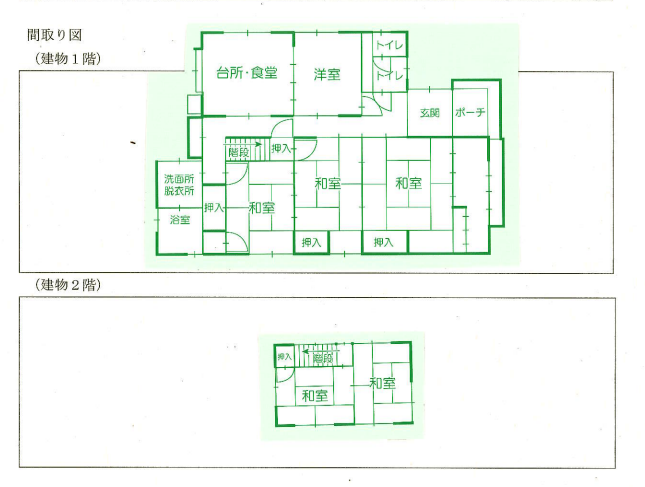 間取り図
（建物１階）
トイレ
台所・食堂
洋室
トイレ
玄関
ポーチ
階段
押入
洗面所
脱衣所
和室
和室
押入
和室
浴室
押入
押入
（建物２階）
押入
階段
和室
和室